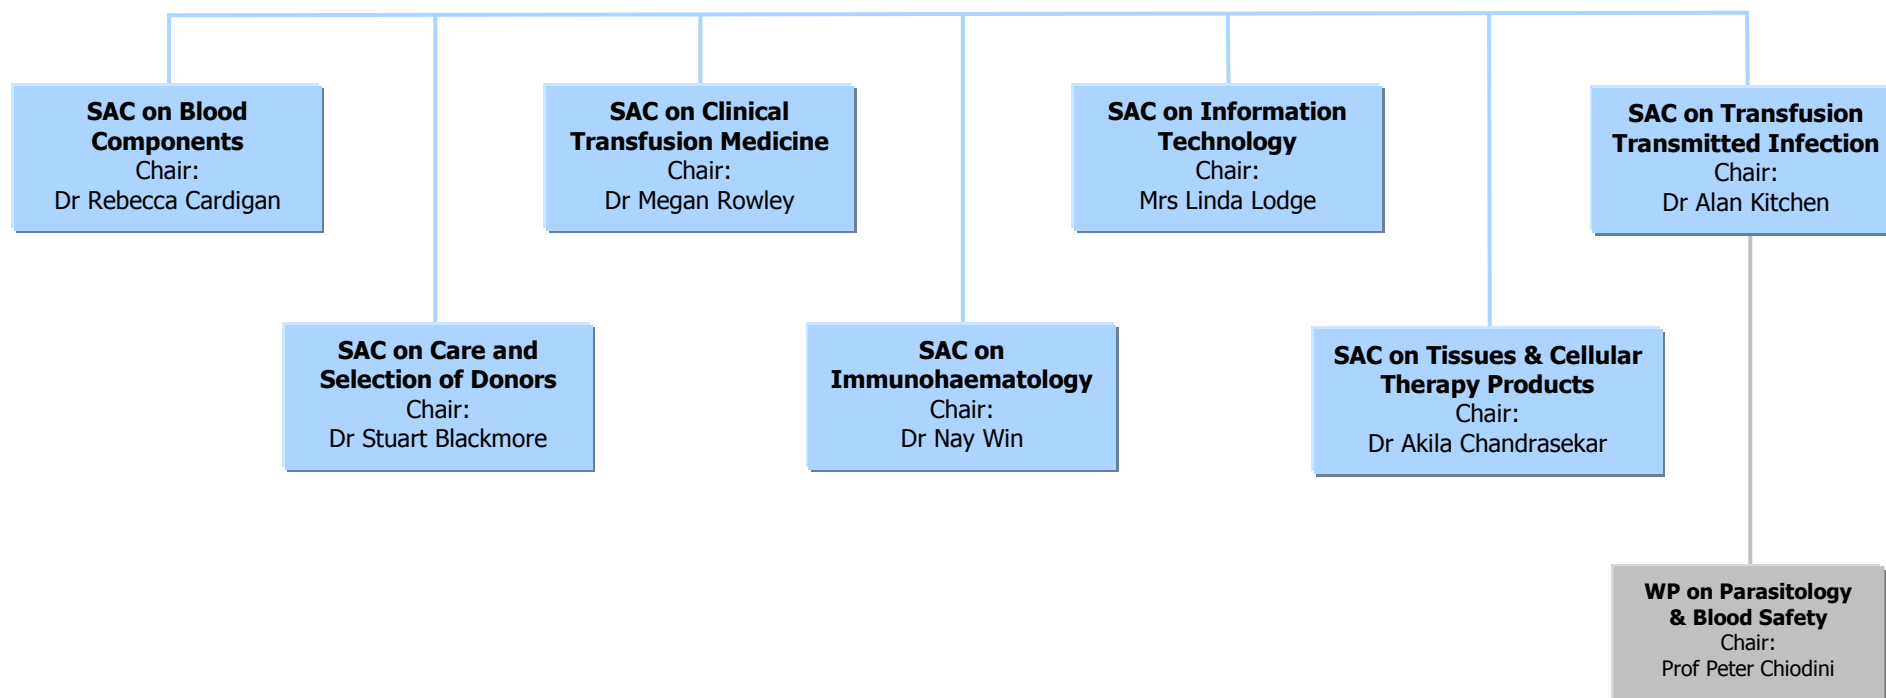 SAC on Blood
Components
Chair:
Dr Rebecca Cardigan
SAC on Clinical
Transfusion Medicine
Chair:
Dr Megan Rowley
SAC on Information
Technology
Chair:
Mrs Linda Lodge
SAC on Transfusion
Transmitted Infection
Chair:
Dr Alan Kitchen
SAC on Care and
Selection of Donors
Chair:
Dr Stuart Blackmore
SAC on
Immunohaematology
Chair:
Dr Nay Win
SAC on Tissues & Cellular
Therapy Products
Chair:
Dr Akila Chandrasekar
WP on Parasitology
& Blood Safety
Chair:
Prof Peter Chiodini